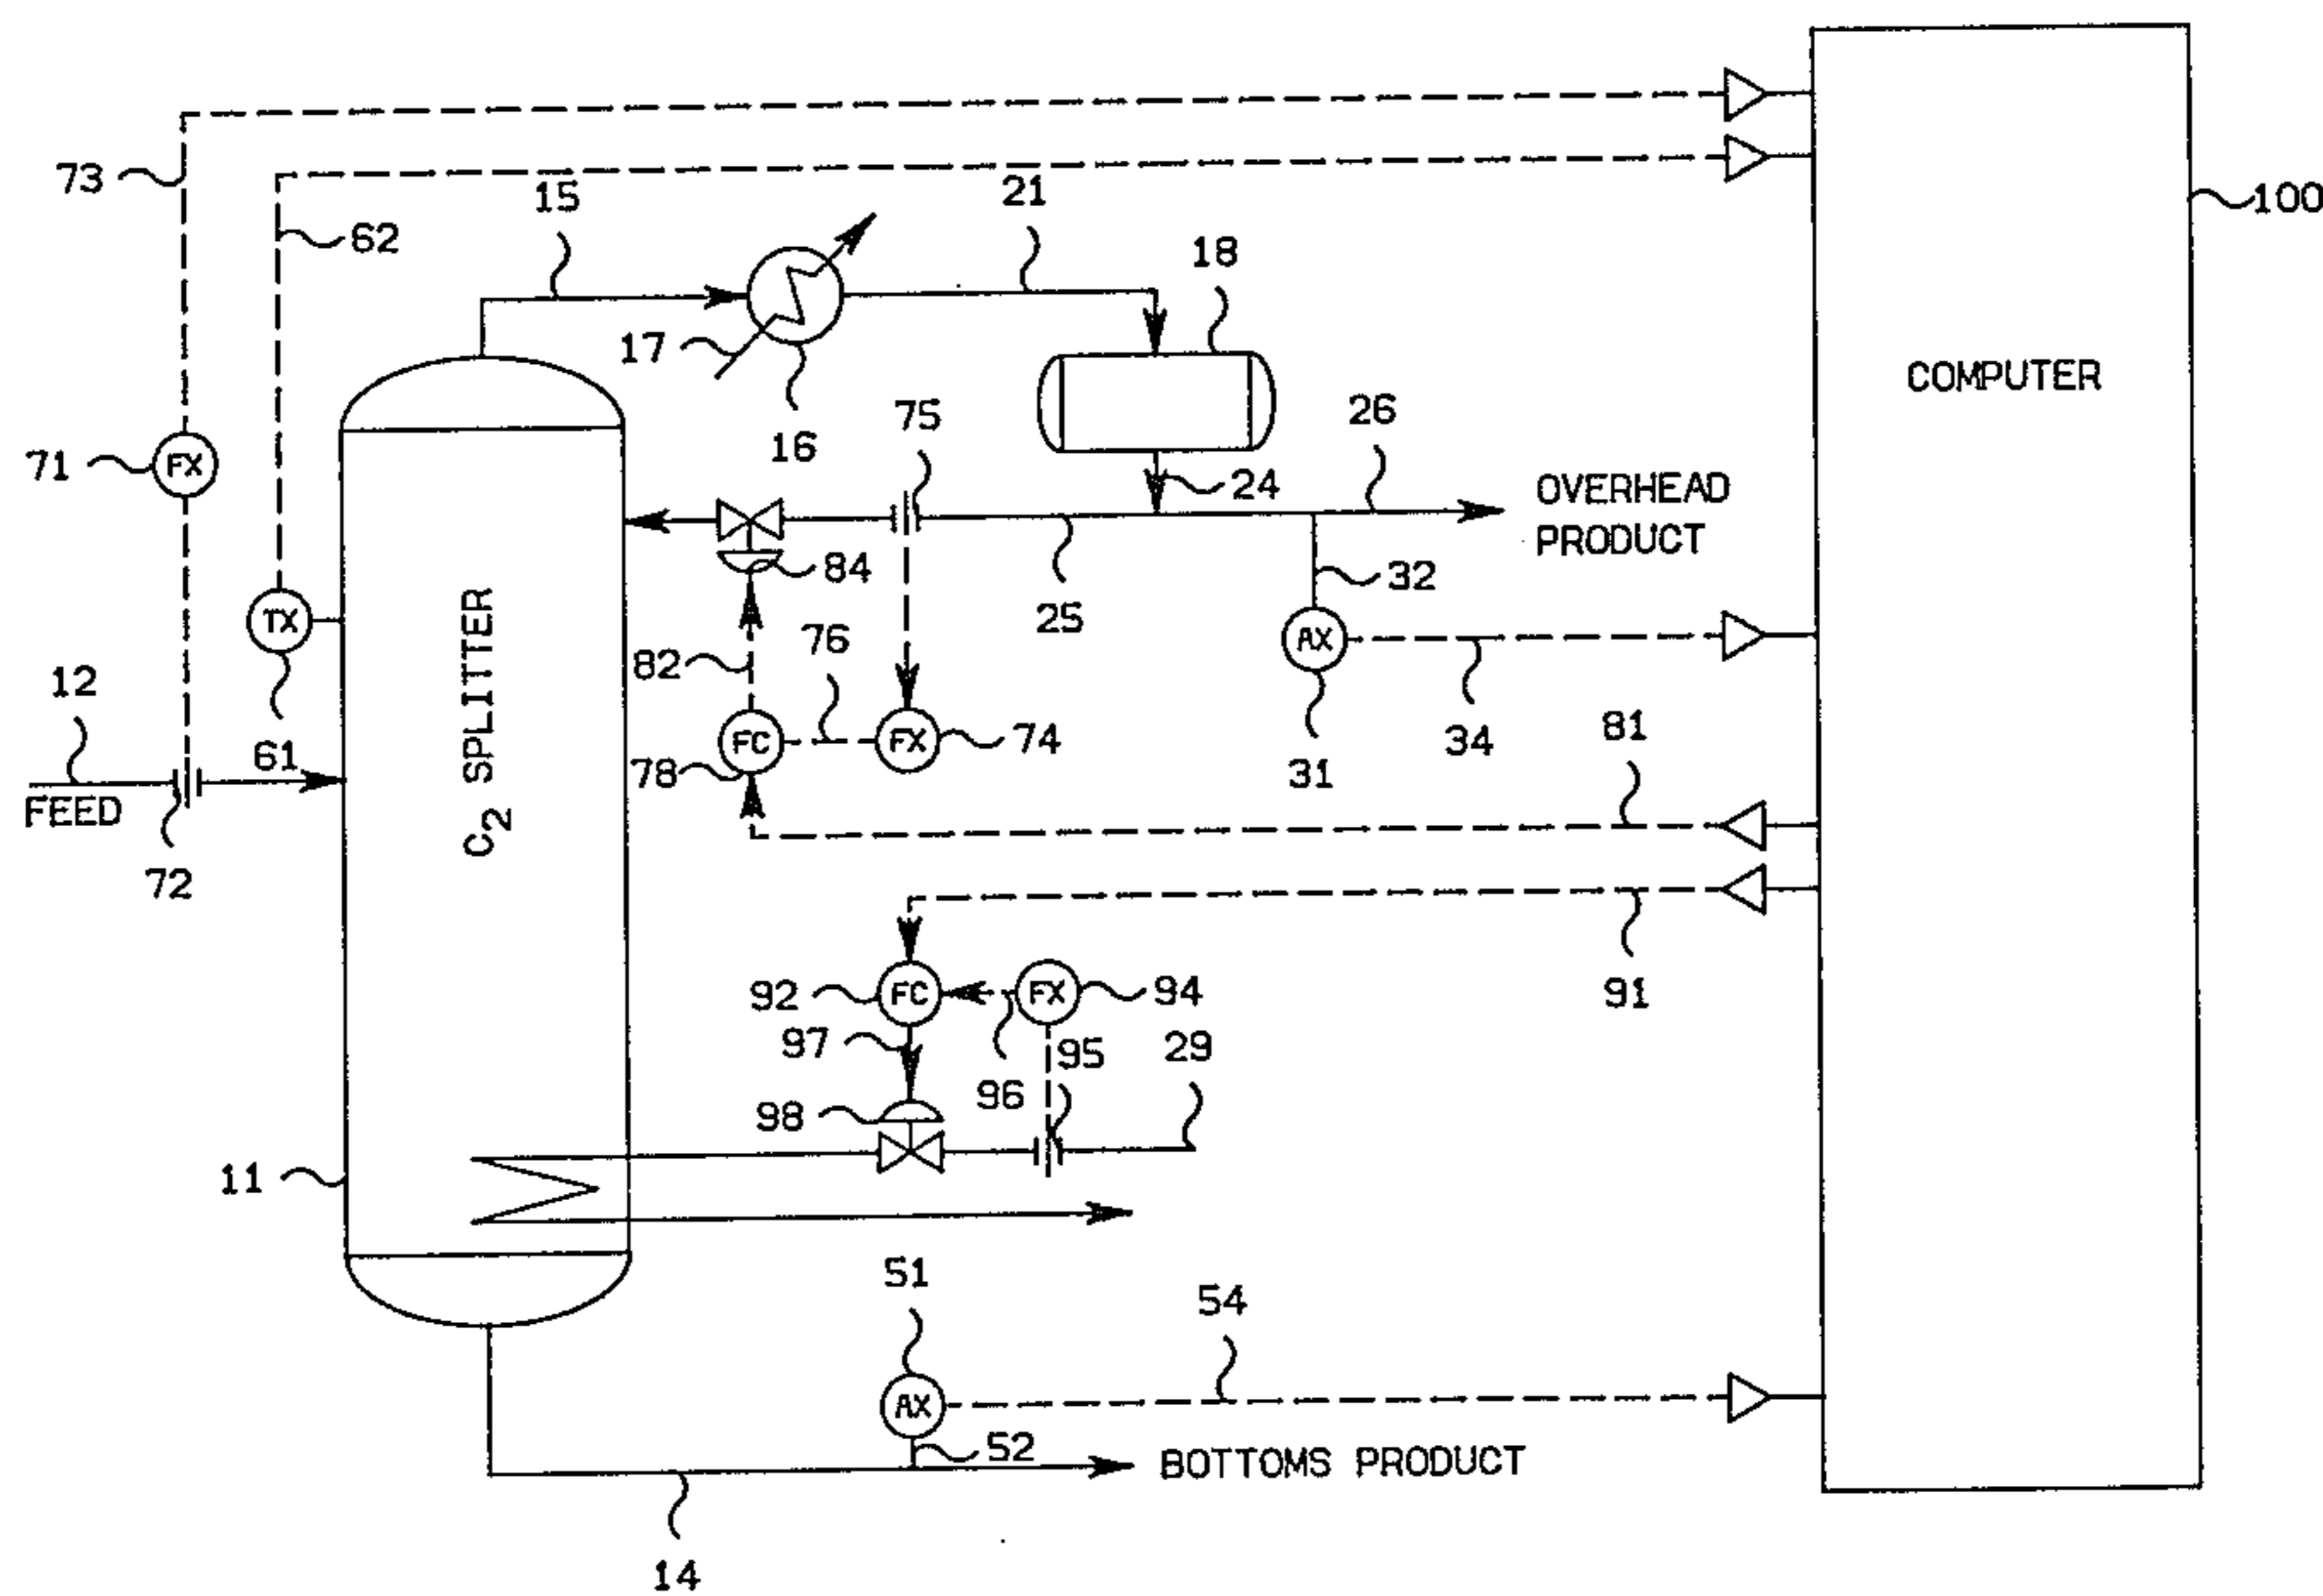 73
62
15
21
18
100
17
16
COMPUTER
71
FX
75
26
24
OVERHEAD
PRODUCT
84
32
25
TX
C2 SPLITTER
82
76
AX
12
61
FC
78
FX
74
31
34
81
FEED
72
92
FC
FX
94
91
97
96
95
29
98
11
51
54
AX
52
BOTTOMS PRODUCT
14